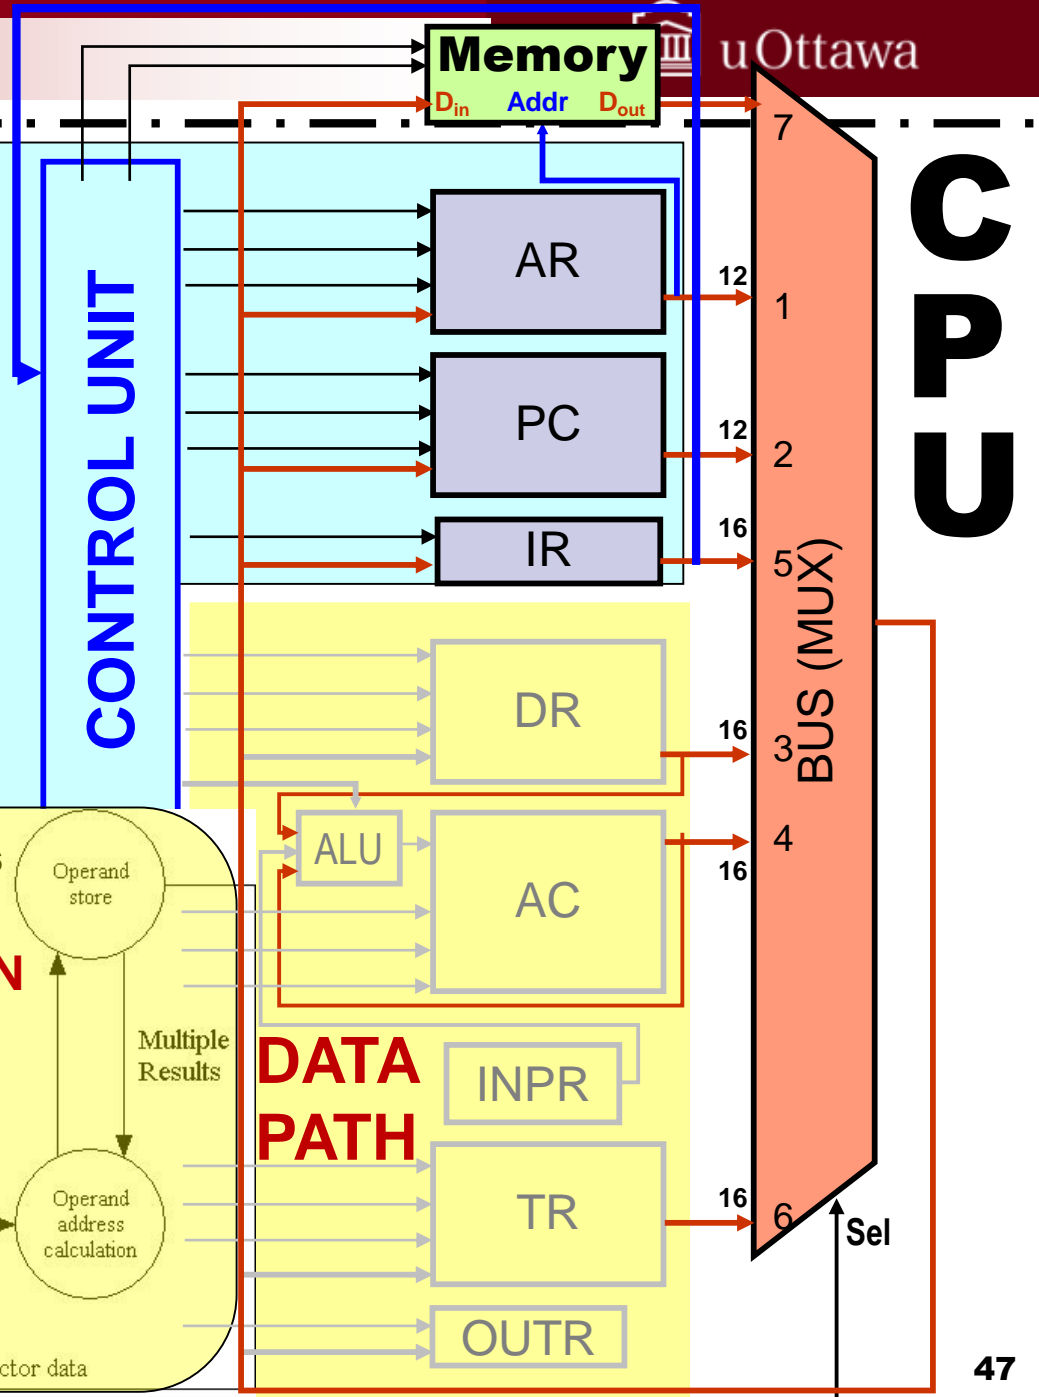 uOttawa
Memory
Din Addr Dout
7
CPU
CONTROL UNIT
AR
12
1
PC
12
2
IR
16
5
BUS (MUX)
DR
16
3
ALU
AC
4
16
Operand
store
N
Multiple
Results
DATA
PATH
INPR
Operand
address
calculation
TR
16
6
Sel
OUTR
ctor data
47